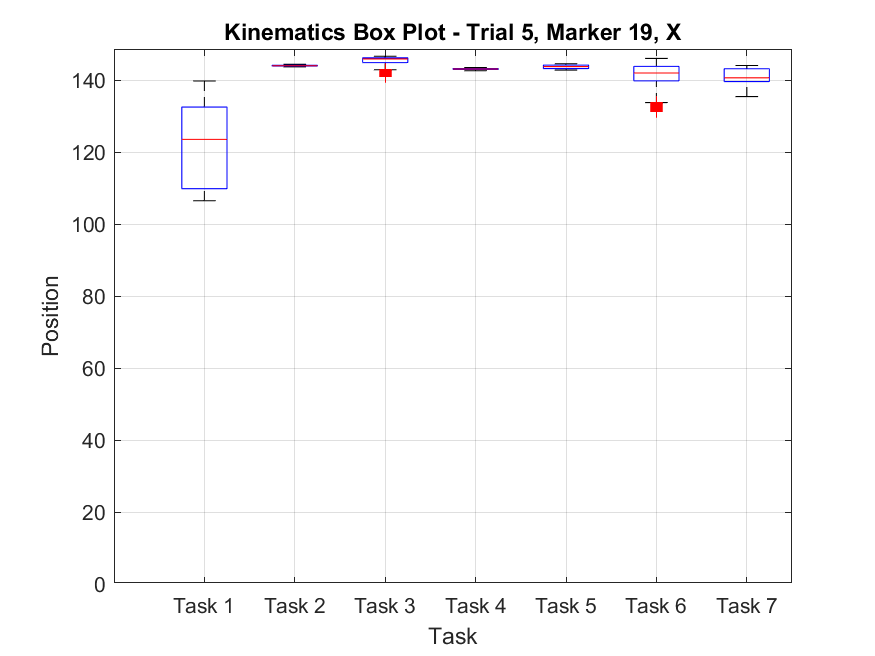 Kinematics Box Plot - Trial 5, Marker 19, X
140
120
100
80
60
40
20
0
Position
Task 1 Task 2 Task 3 Task 4 Task 5 Task 6 Task 7
Task